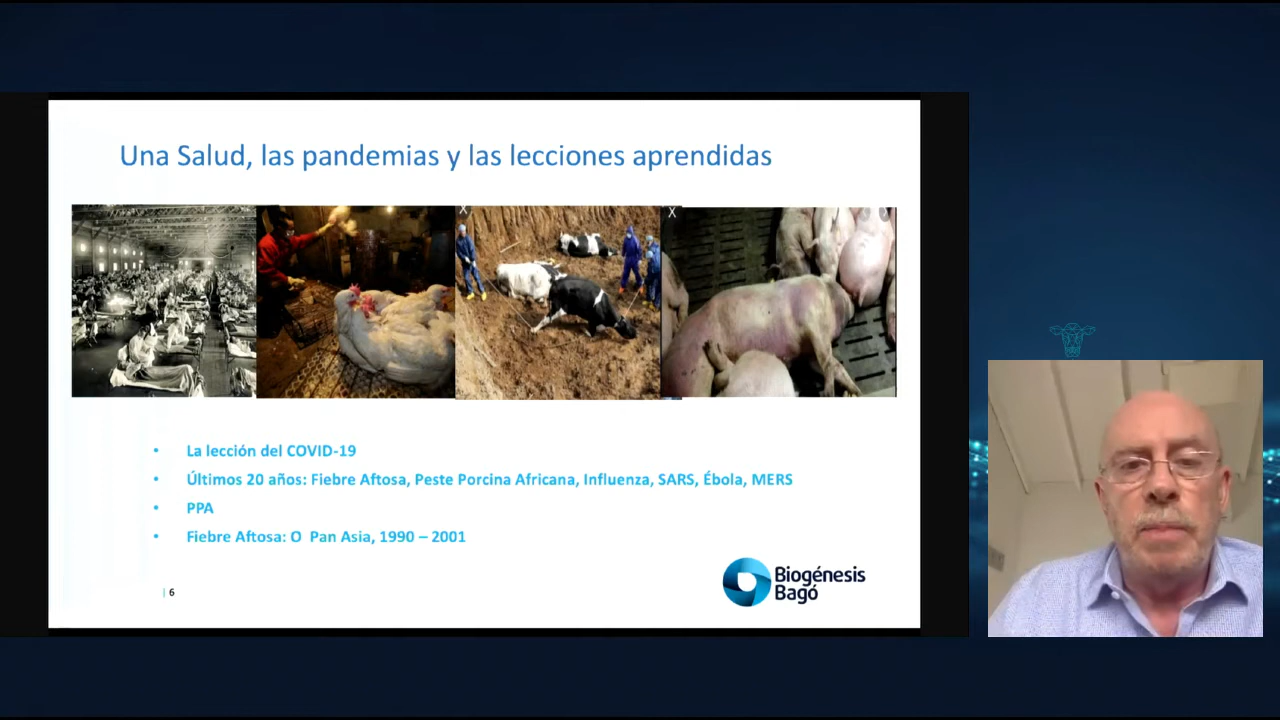 Una Salud, las pandemias y las lecciones aprendidas
X
X
• La lección del COVID-19
• Últimos 20 años: Fiebre Aftosa, Peste Porcina Africana, Influenza, SARS, Ébola, MERS
• PPA
• Fiebre Aftosa: O Pan Asia, 1990 – 2001
| 6
Biogénesis
Bagó